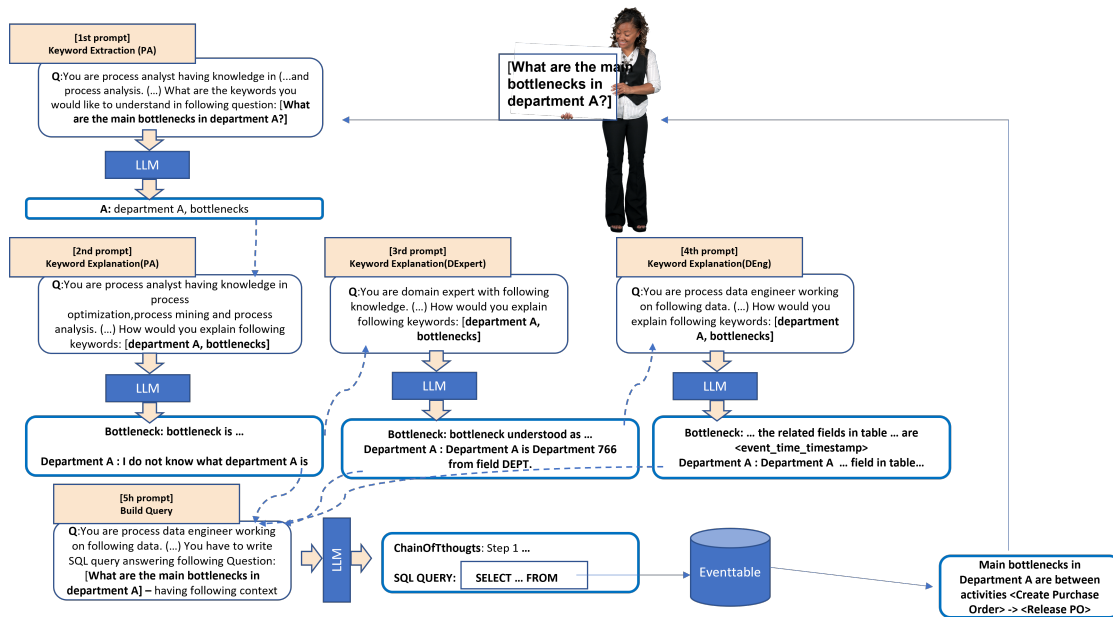 [1st prompt]
Keyword Extraction (PA)
Q:You are process analyst having knowledge in (...and
process analysis. (…) What are the keywords you
would like to understand in following question: [What
are the main bottlenecks in department A?]
LLM
A: department A, bottlenecks
[What are the main
bottlenecks in
department A?]
[2nd prompt]
Keyword Explanation(PA)
Q:You are process analyst having knowledge in
process
optimization,process mining and process
analysis. (…) How would you explain following
keywords: [department A, bottlenecks]
LLM
Bottleneck: bottleneck is …
Department A : I do not know what department A is
[3rd prompt]
Keyword Explanation(DExpert)
Q: You are domain expert with following
knowledge. (…) How would you explain
following keywords: [department A,
bottlenecks]
LLM
Bottleneck: bottleneck understood as …
Department A : Department A is Department 766
from field DEPT.
[4th prompt]
Keyword Explanation(DEng)
Q: You are process data engineer working
on following data. (…) How would you
explain following keywords: [department
A, bottlenecks]
LLM
Bottleneck: … the related fields in table … are
<event_time_timestamp>
Department A : Department A … field in table…
[5h prompt]
Build Query
Q:You are process data engineer working
on following data. (…) You have to write
SQL query answering following Question:
[What are the main bottlenecks in
department A] – having following context
LLM
ChainOfTthougts: Step 1 …
SQL QUERY: SELECT … FROM
Eventtable
Main bottlenecks in
Department A are between
activities <Create Purchase
Order> -> <Release PO>